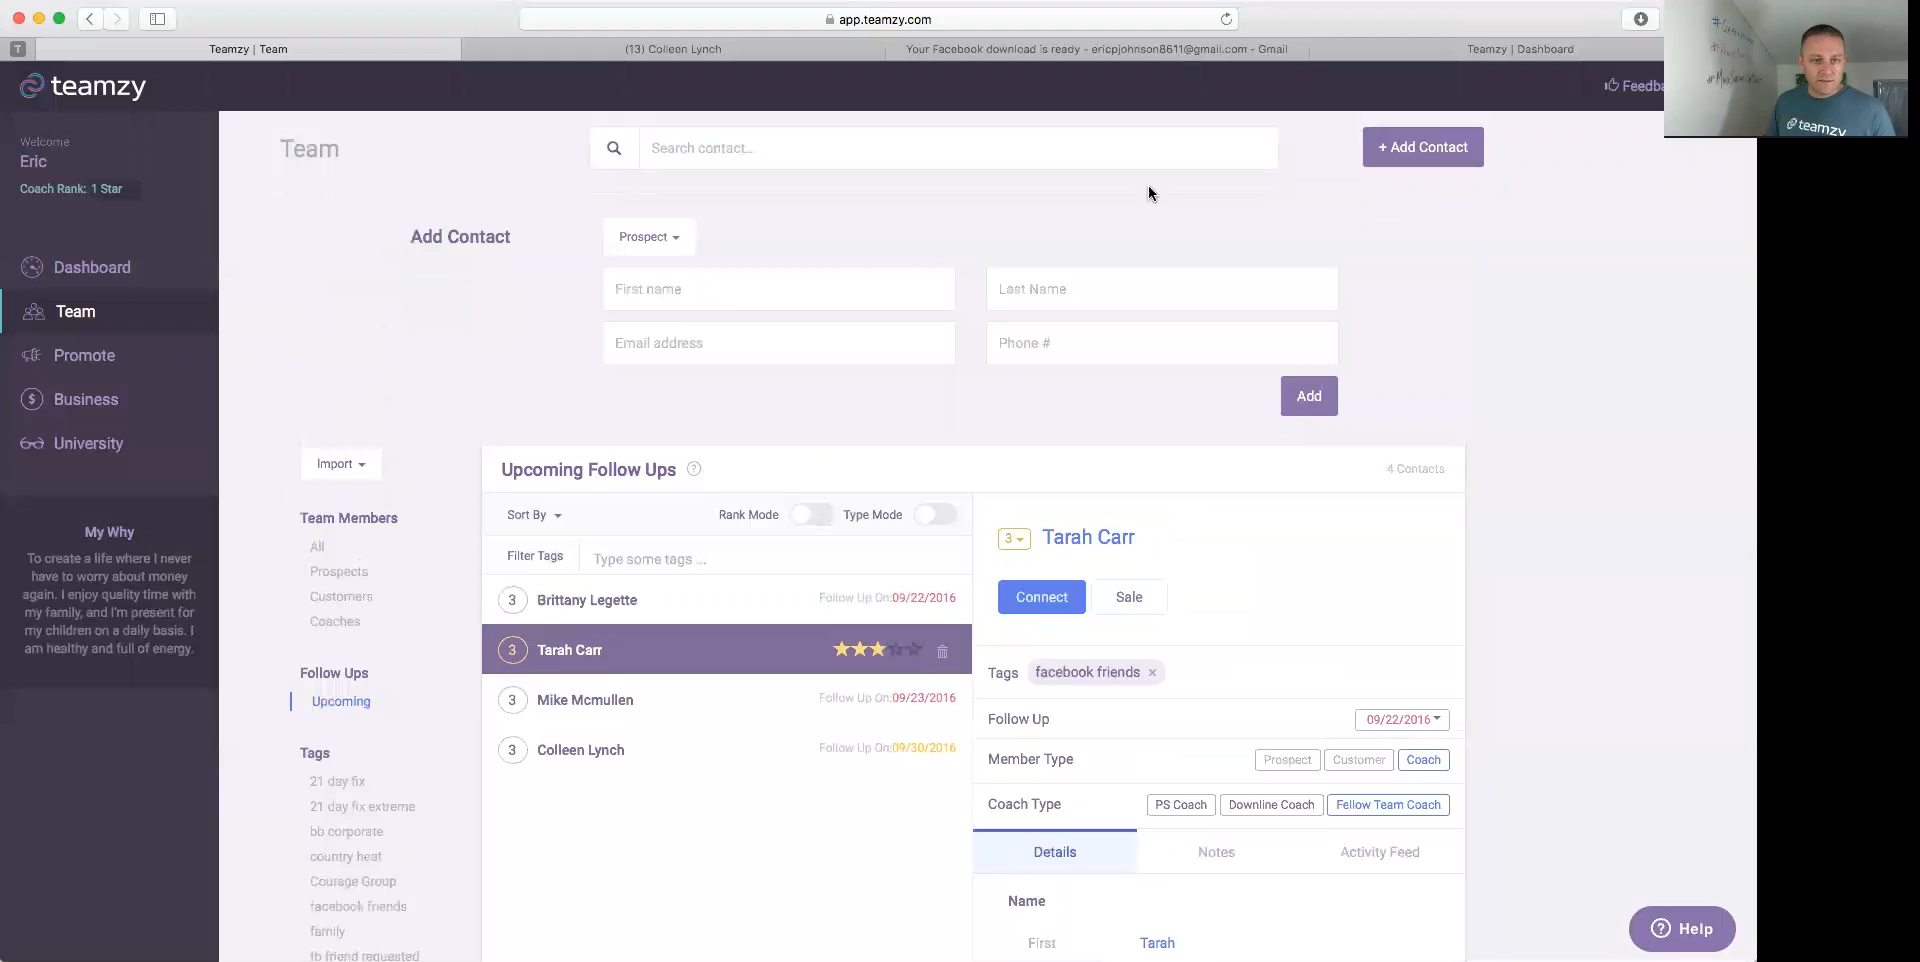 app.teamzy.com
T
Teamzy | Team
(13) Colleen Lynch
Your Facebook download is ready - ericpjohnson8611@gmail.com - Gmail
Teamzy | Dashboard
teamzy
Feedba
teamzy
Welcome
Eric
Coach Rank: 1 Star
Dashboard
Team
Promote
Business
University
My Why
To create a life where I never
have to worry about money
again. I enjoy quality time with
my family, and I'm present for
my children on a daily basis. I
am healthy and full of energy.
Team
Search contact...
+ Add Contact
Add Contact
Prospect
First name
Last Name
Email address
Phone #
Add
Import
Team Members
All
Prospects
Customers
Coaches
Follow Ups
Upcoming
Tags
21 day fix
21 day fix extreme
bb corporate
country heat
Courage Group
facebook friends
family
fb friend requested
Upcoming Follow Ups ?
4 Contacts
Sort By
Rank Mode
Type Mode
Filter Tags
Type some tags ...
3 Brittany Legette Follow Up On:09/22/2016
3 Tarah Carr
3 Mike Mcmullen Follow Up On:09/23/2016
3 Colleen Lynch Follow Up On:09/30/2016
3 Tarah Carr
Connect
Sale
Tags facebook friends ×
Follow Up 09/22/2016
Member Type Prospect Customer Coach
Coach Type PS Coach Downline Coach Fellow Team Coach
Details
Notes
Activity Feed
Name
First Tarah
? Help